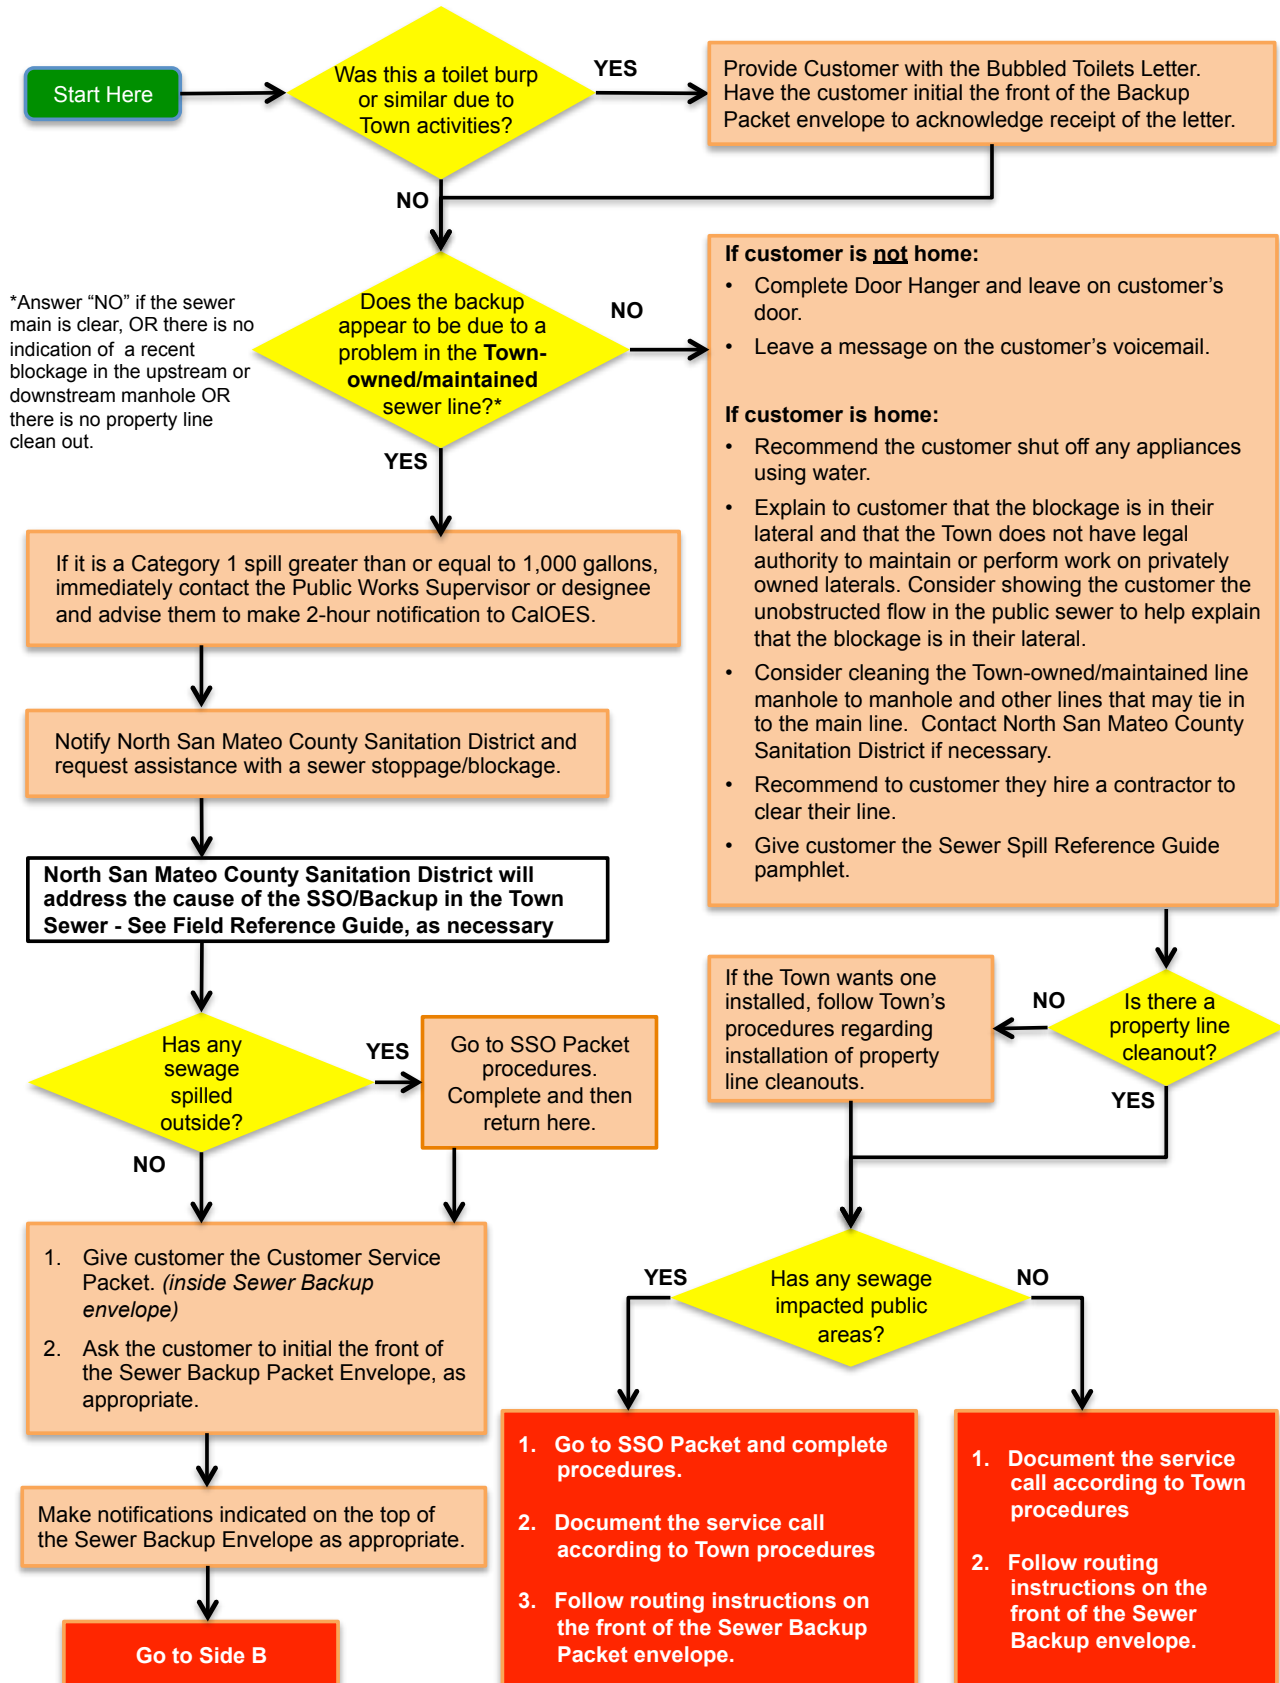 Start Here
Was this a toilet burp
or similar due to
Town activities?
YES
Provide Customer with the Bubbled Toilets Letter.
Have the customer initial the front of the Backup
Packet envelope to acknowledge receipt of the letter.
NO
*Answer “NO” if the sewer
main is clear, OR there is no
indication of  a recent
blockage in the upstream or
downstream manhole OR
there is no property line
clean out.
Does the backup
appear to be due to a
problem in the Town-
owned/maintained
sewer line?*
NO
YES
If customer is not home:
• Complete Door Hanger and leave on customer’s
door.
• Leave a message on the customer’s voicemail.
If customer is home:
• Recommend the customer shut off any appliances
using water.
• Explain to customer that the blockage is in their
lateral and that the Town does not have legal
authority to maintain or perform work on privately
owned laterals. Consider showing the customer the
unobstructed flow in the public sewer to help explain
that the blockage is in their lateral.
• Consider cleaning the Town-owned/maintained line
manhole to manhole and other lines that may tie in
to the main line.  Contact North San Mateo County
Sanitation District if necessary.
• Recommend to customer they hire a contractor to
clear their line.
• Give customer the Sewer Spill Reference Guide
pamphlet.
If it is a Category 1 spill greater than or equal to 1,000 gallons,
immediately contact the Public Works Supervisor or designee
and advise them to make 2-hour notification to CalOES.
Notify North San Mateo County Sanitation District and
request assistance with a sewer stoppage/blockage.
North San Mateo County Sanitation District will
address the cause of the SSO/Backup in the Town
Sewer - See Field Reference Guide, as necessary
Has any
sewage
spilled
outside?
YES
Go to SSO Packet
procedures.
Complete and then
return here.
NO
If the Town wants one
installed, follow Town’s
procedures regarding
installation of property
line cleanouts.
NO
Is there a
property line
cleanout?
YES
1. Give customer the Customer Service
Packet. (inside Sewer Backup
envelope)
2. Ask the customer to initial the front of
the Sewer Backup Packet Envelope, as
appropriate.
YES
Has any sewage
impacted public
areas?
NO
Make notifications indicated on the top of
the Sewer Backup Envelope as appropriate.
Go to Side B
1. Go to SSO Packet and complete
procedures.
2. Document the service call
according to Town procedures
3. Follow routing instructions on
the front of the Sewer Backup
Packet envelope.
1. Document the service
call according to Town
procedures
2. Follow routing
instructions on the
front of the Sewer
Backup envelope.